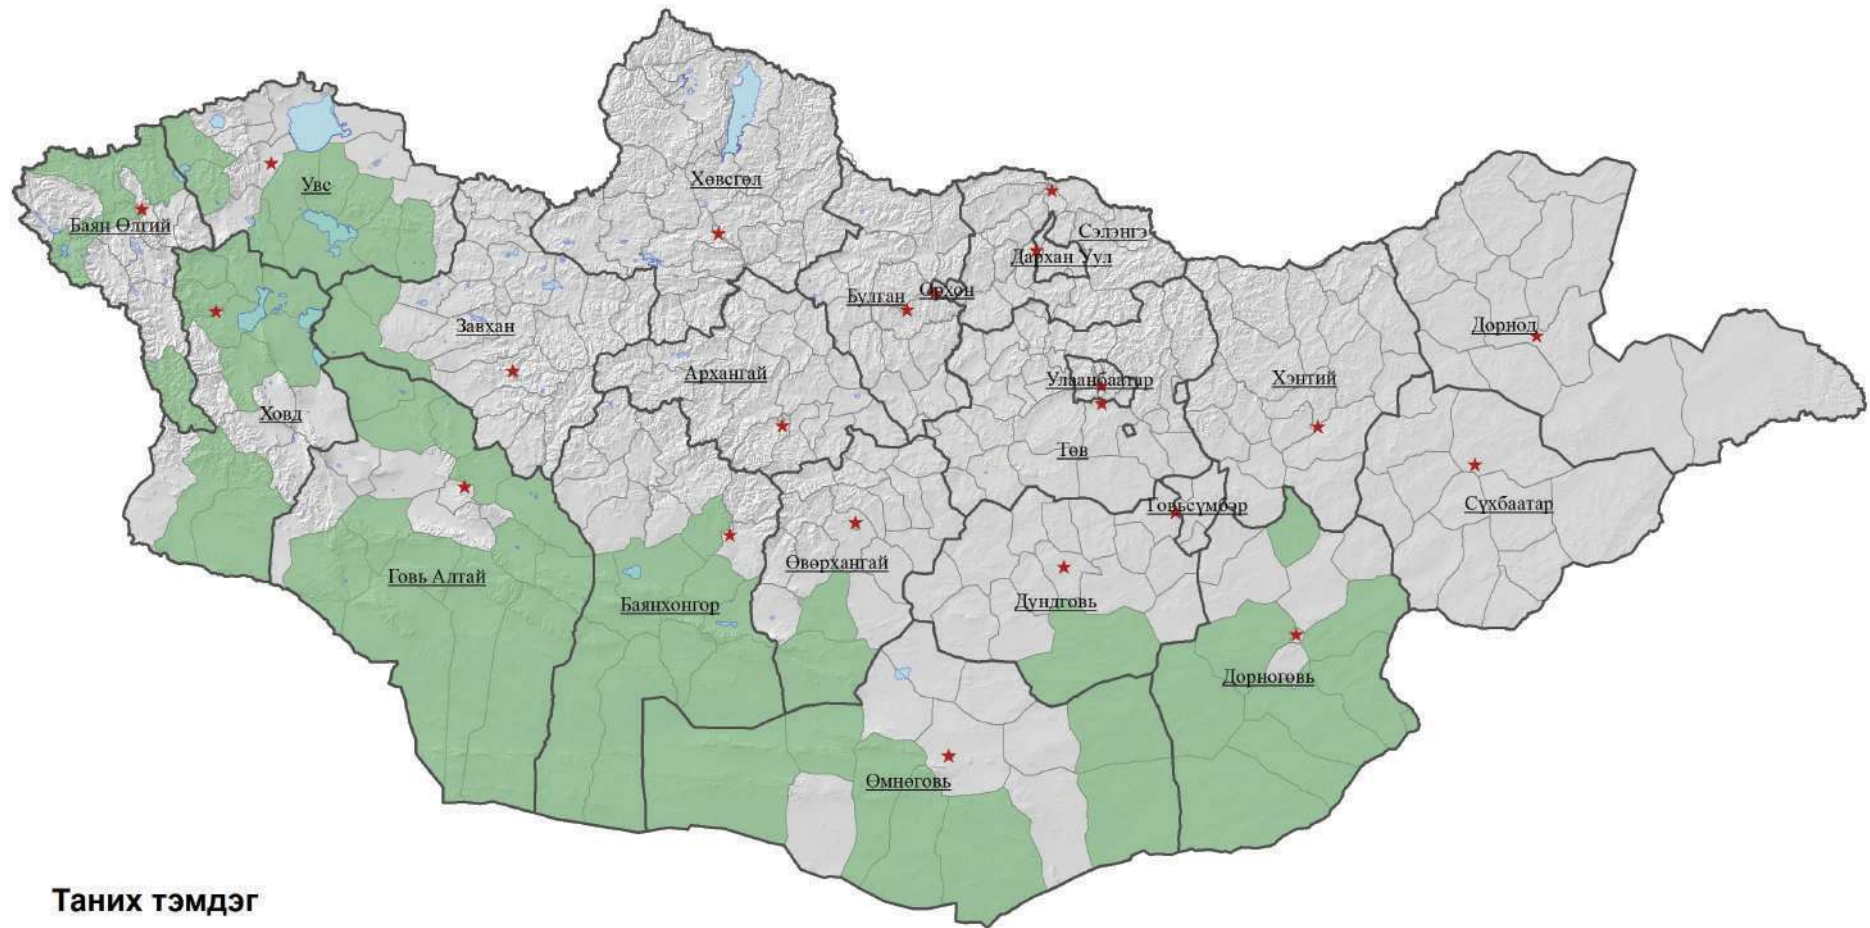 Хөвсгөл
Увс
Баян Өлгий
Сэлэнгэ
Дархан Уул
Орхон
Булган
Завхан
Дорнод
Архангай
Улаанбаатар
Хэнтий
Ховд
Төв
Говьсүмбэр
Сүхбаатар
Өвөрхангай
Говь Алтай
Баянхонгор
Дундговь
Дорноговь
Өмнөговь
Таних тэмдэг